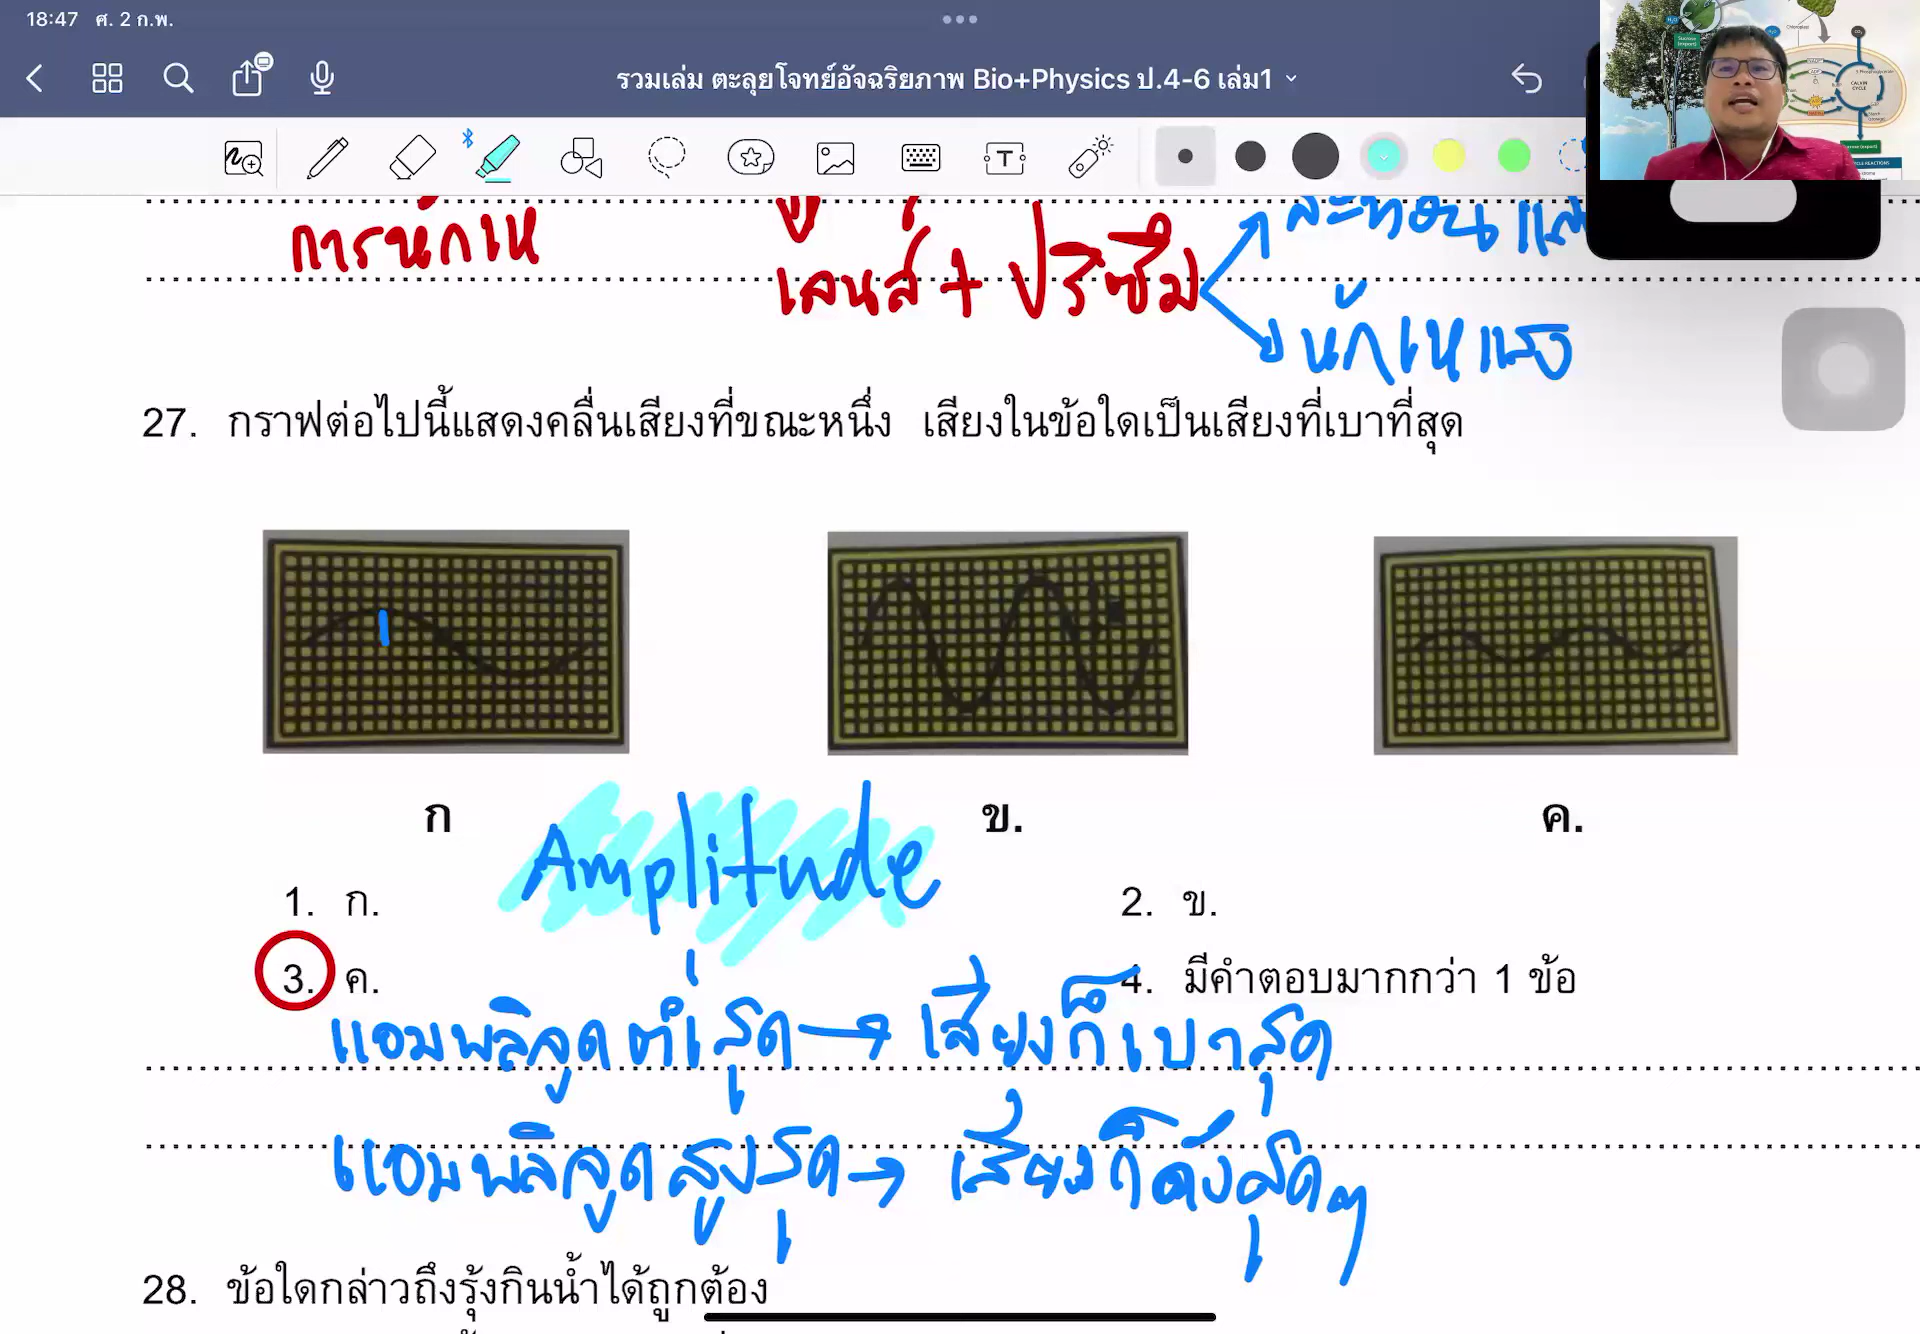 18:47 ศ. 2 ก.พ.
รวมเล่ม ตะลุยโจทย์อัจฉริยภาพ Bio+Physics ป.4-6 เล่ม1
การหักเห
เลนส์ + ปริซึม
สะท้อน
หักเหแสง
27. กราฟต่อไปนี้แสดงคลื่นเสียงที่ขณะหนึ่ง เสียงในข้อใดเป็นเสียงที่เบาที่สุด
ก ข. ค.
Amplitude
1. ก. 2. ข.
3. ค. 4. มีคำตอบมากกว่า 1 ข้อ
แอมพลิจูดต่ำสุด → เสียงก็เบาสุด
แอมพลิจูดสูงสุด → เสียงก็ดังสุดๆ
28. ข้อใดกล่าวถึงรุ้งกินน้ำได้ถูกต้อง
CALVIN
CYCLE